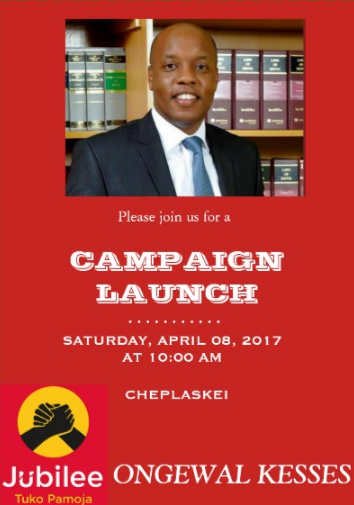 Please join us for a
CAMPAIGN
LAUNCH
SATURDAY, APRIL 08, 2017
AT 10:00 AM
CHEPLASKEI
Jubilee
Tuko Pamoja
ONGEWAL KESSES